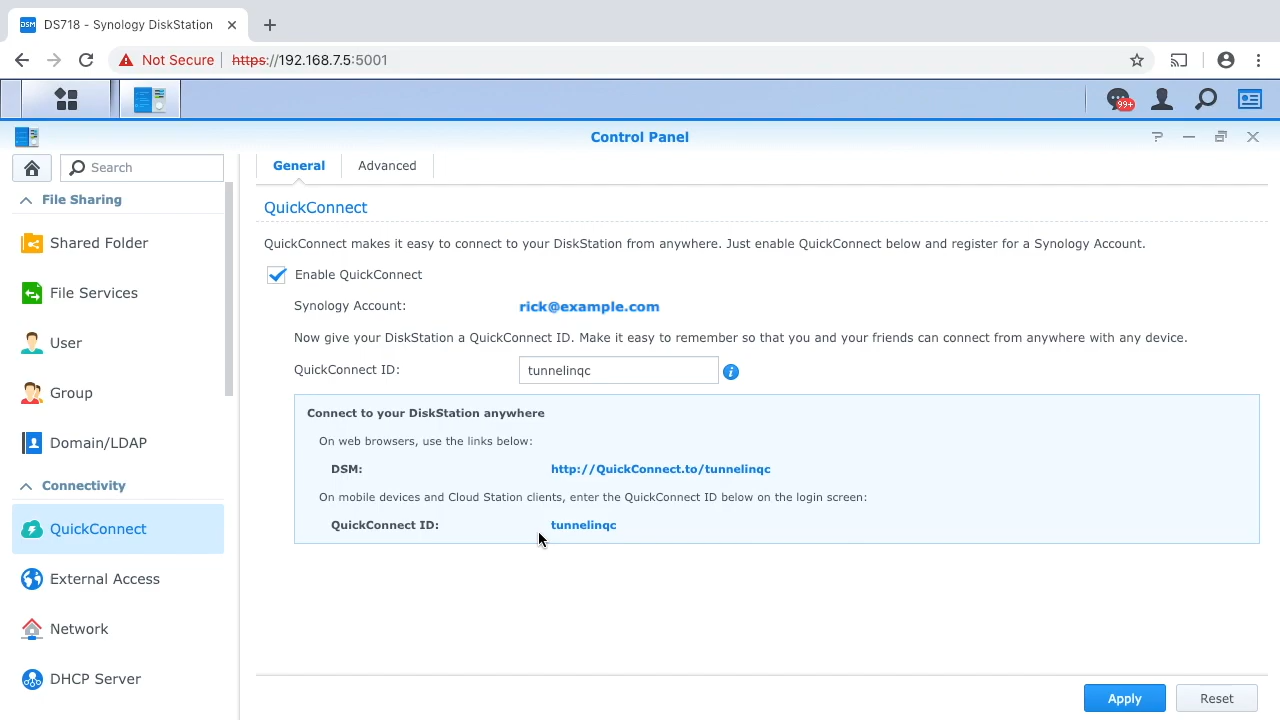 DSM DS718 - Synology DiskStation
Not Secure https://192.168.7.5:5001
99+
Control Panel
Search
General Advanced
File Sharing
Shared Folder
File Services
User
Group
Domain/LDAP
Connectivity
QuickConnect
External Access
Network
DHCP Server
QuickConnect
QuickConnect makes it easy to connect to your DiskStation from anywhere. Just enable QuickConnect below and register for a Synology Account.
Enable QuickConnect
Synology Account: rick@example.com
Now give your DiskStation a QuickConnect ID. Make it easy to remember so that you and your friends can connect from anywhere with any device.
QuickConnect ID: tunnelinqc
Connect to your DiskStation anywhere
On web browsers, use the links below:
DSM: http://QuickConnect.to/tunnelinqc
On mobile devices and Cloud Station clients, enter the QuickConnect ID below on the login screen:
QuickConnect ID: tunnelinqc
Apply Reset